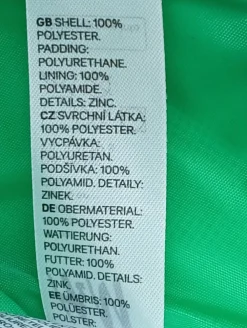 GB SHELL: 100%
POLYESTER.
PADDING:
POLYURETHANE.
LINING: 100%
POLYAMIDE.
DETAILS: ZINC.
CZ SVRCHNÍ LÁTKA:
100% POLYESTER.
VYCPÁVKA:
POLYURETAN.
PODŠÍVKA: 100%
POLYAMID. DETAILY:
ZINEK.
DE OBERMATERIAL:
100% POLYESTER.
WATTIERUNG:
POLYURETHAN.
FUTTER: 100%
POLYAMID. DETAILS:
ZINK.
EE ÜMBRIS: 100%
POLÜESTER.
POLSTER: